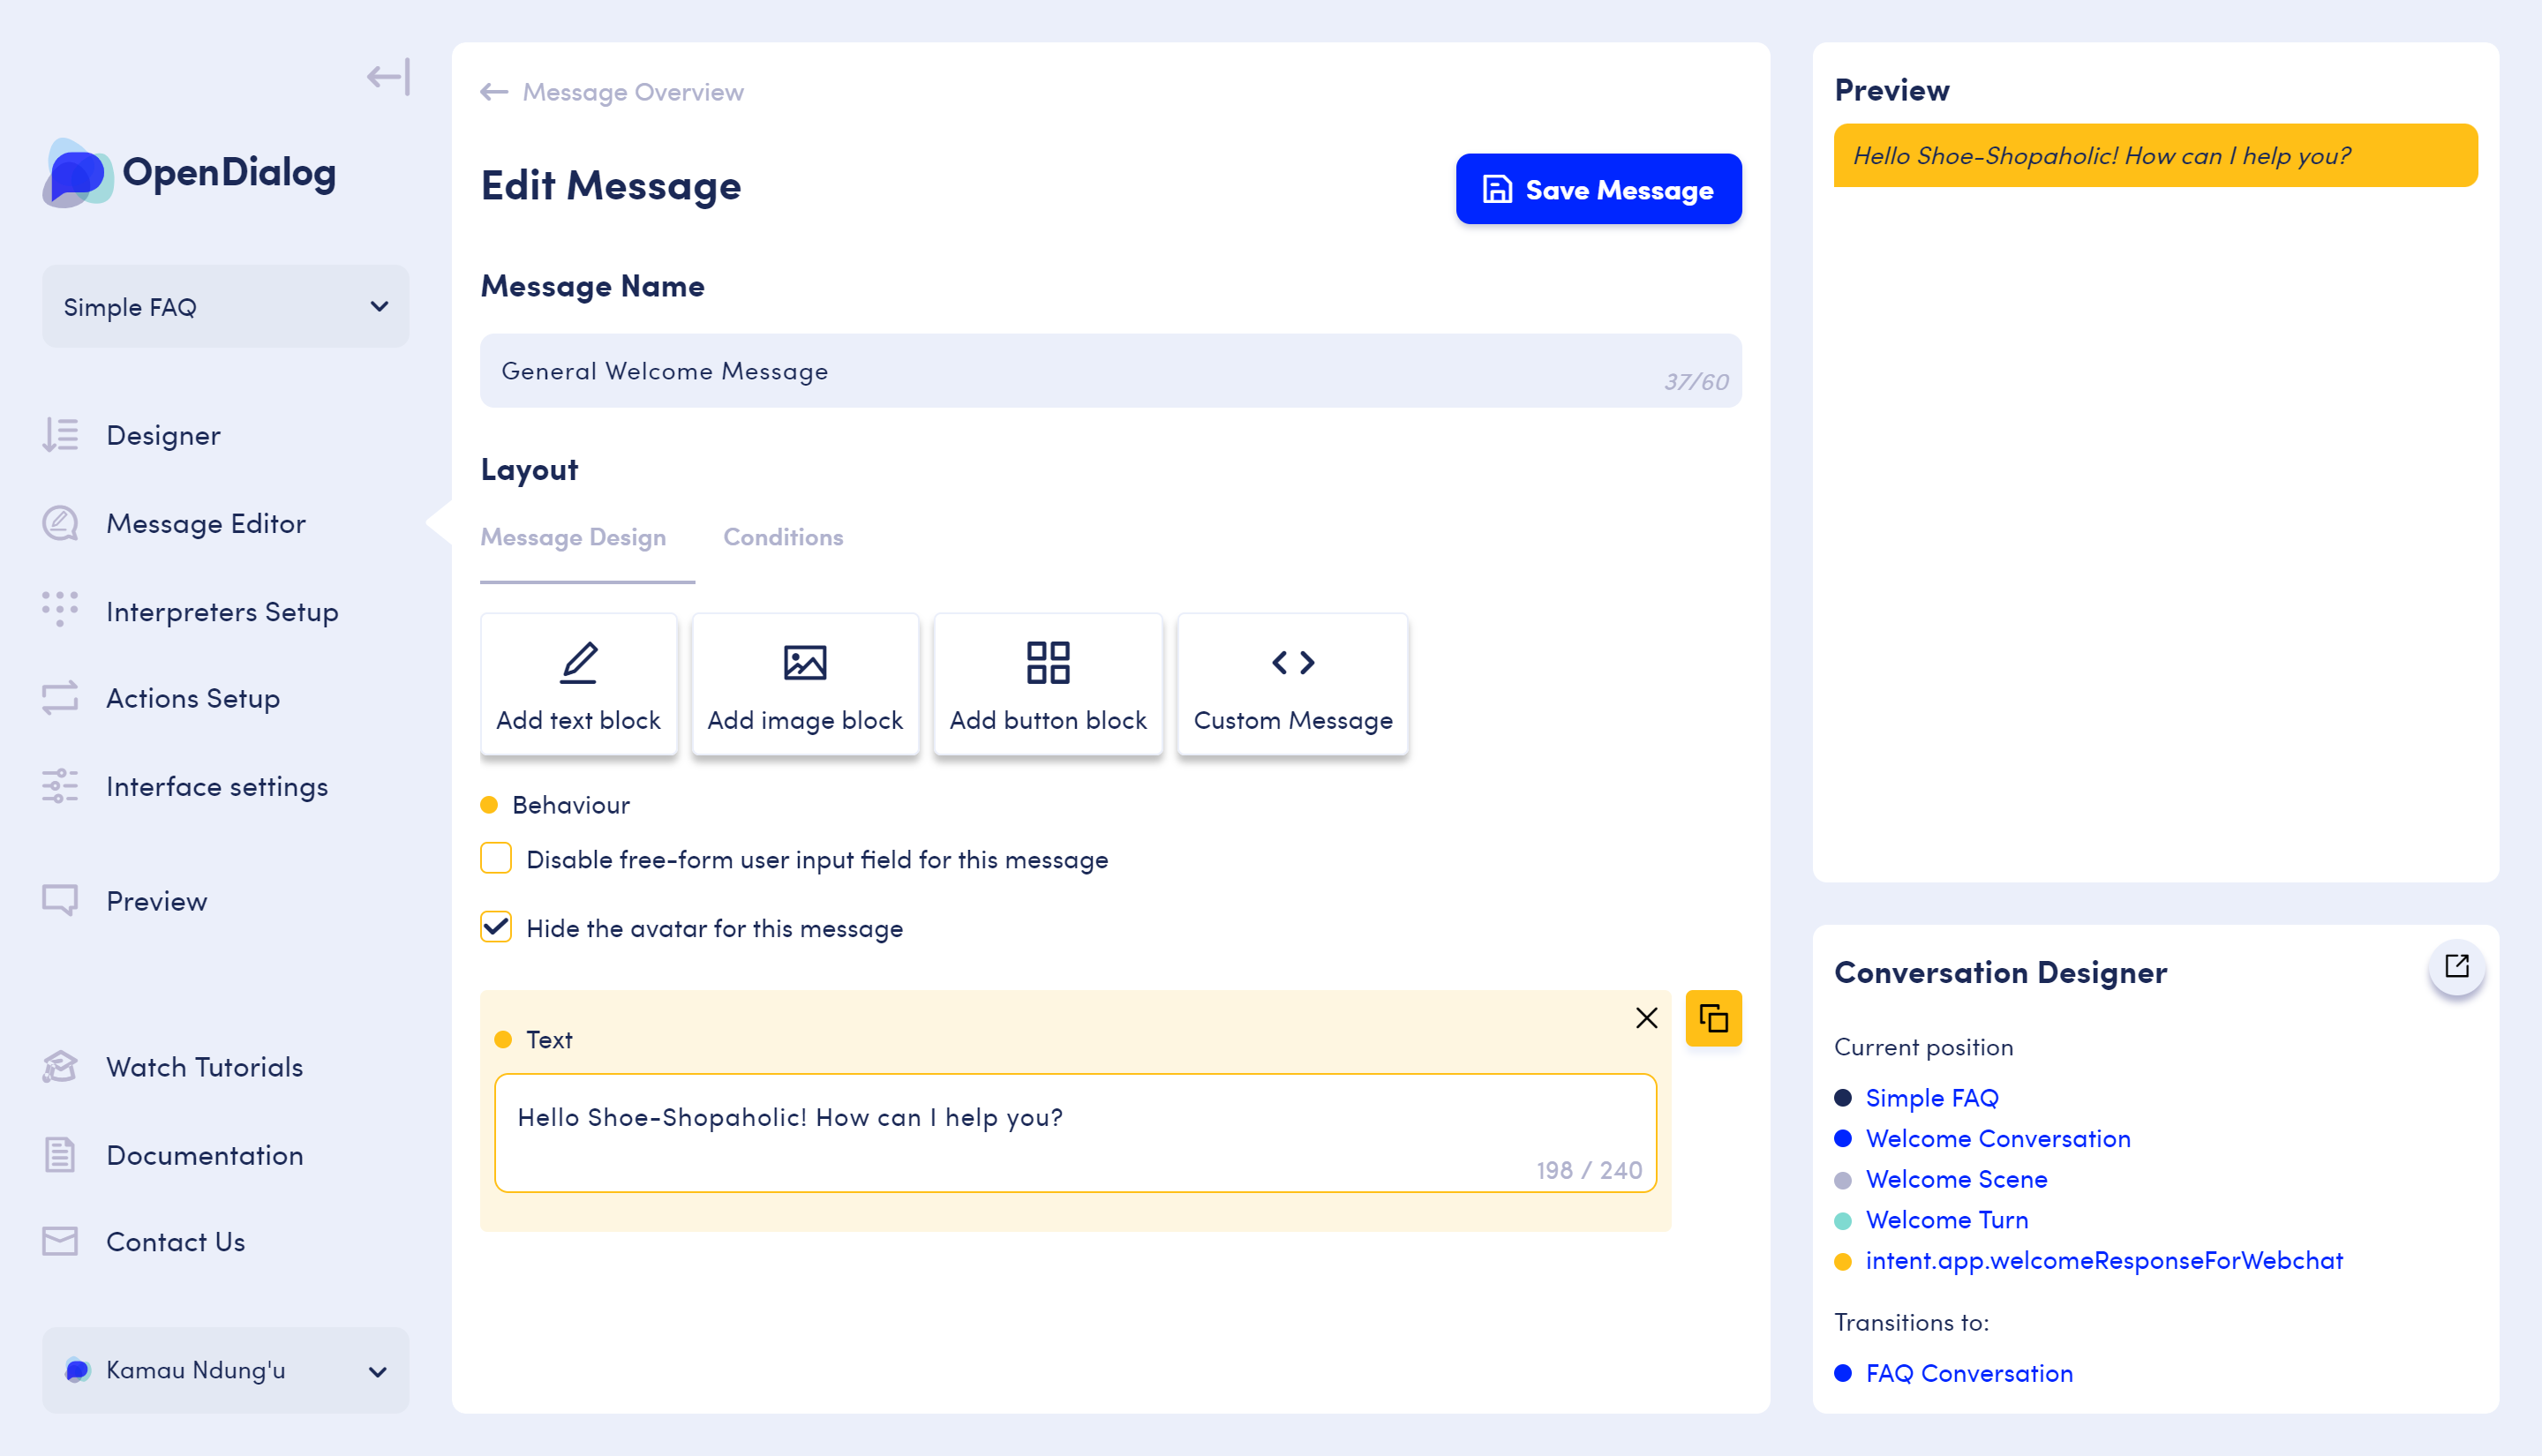 OpenDialog
Simple FAQ
Designer
Message Editor
Interpreters Setup
Actions Setup
Interface settings
Preview
Watch Tutorials
Documentation
Contact Us
Kamau Ndung'u
Message Overview
Edit Message
Save Message
Message Name
General Welcome Message
37/60
Layout
Message Design
Conditions
Add text block
Add image block
Add button block
Custom Message
Behaviour
Disable free-form user input field for this message
Hide the avatar for this message
Text
Hello Shoe-Shopaholic! How can I help you?
198 / 240
Preview
Hello Shoe-Shopaholic! How can I help you?
Conversation Designer
Current position
Simple FAQ
Welcome Conversation
Welcome Scene
Welcome Turn
intent.app.welcomeResponseForWebchat
Transitions to:
FAQ Conversation